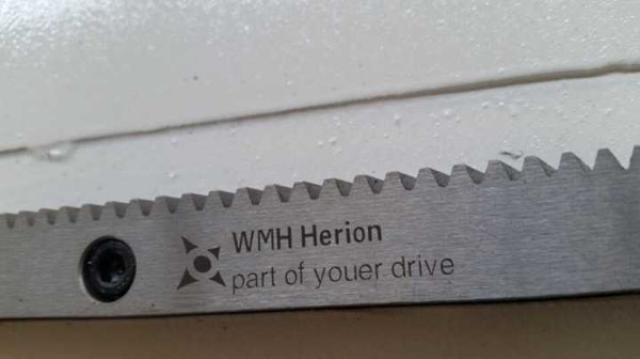 WMH Herion
part of youer drive